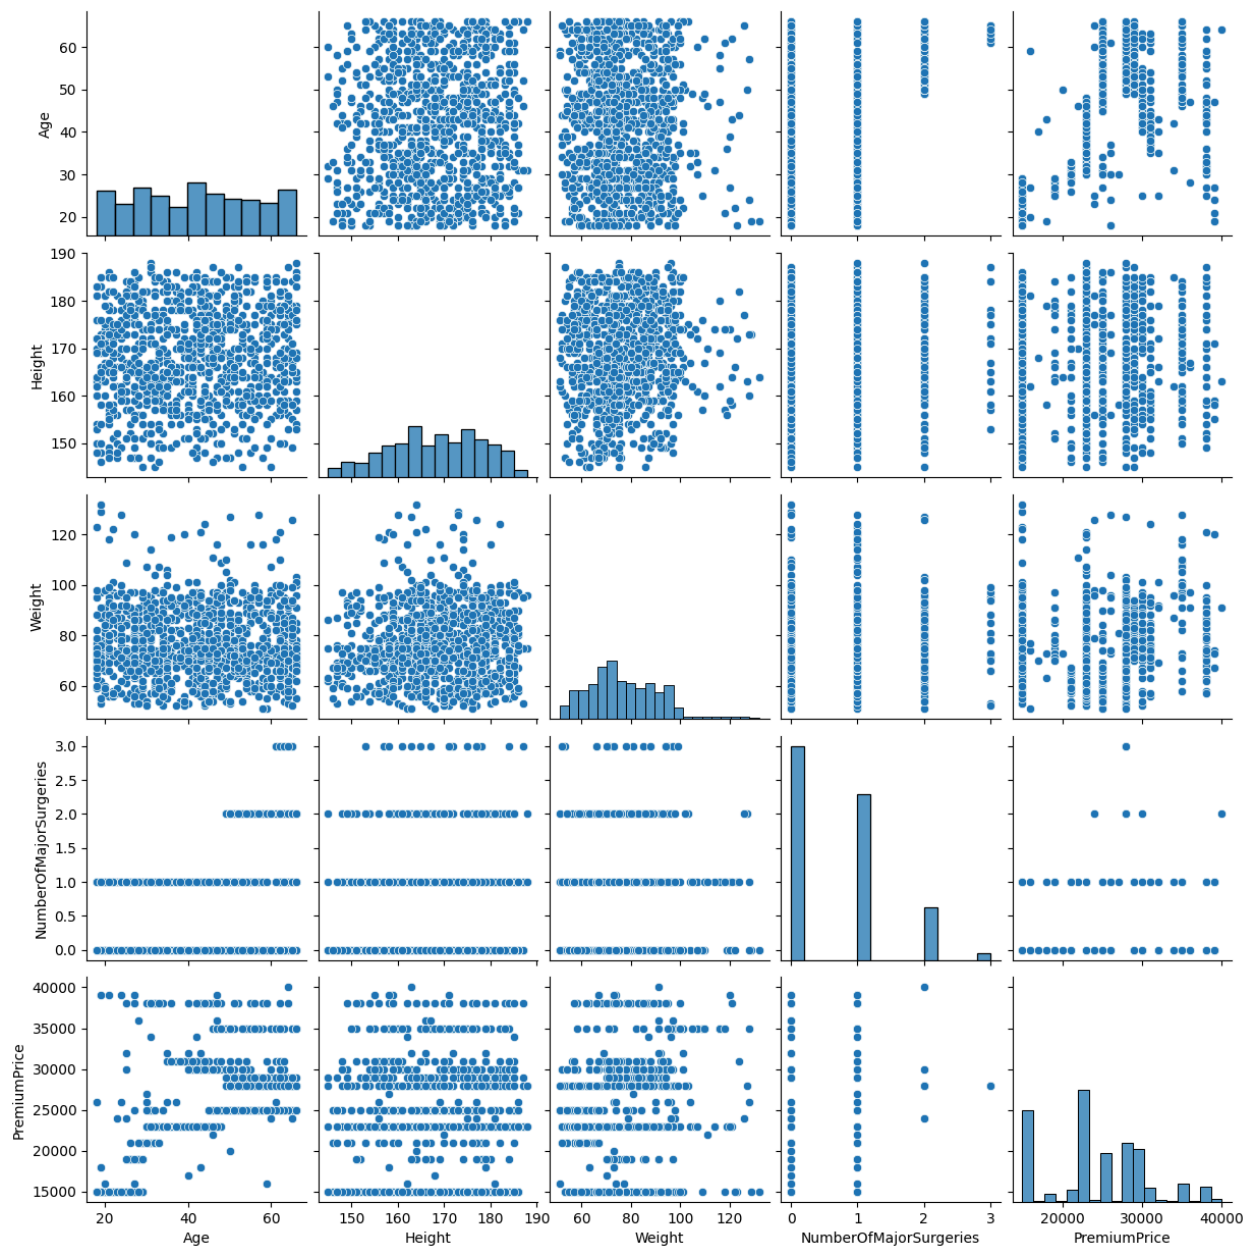 60
50
40
30
20
Age
190
180
170
160
150
Height
120
100
80
60
Weight
3.0
2.5
2.0
1.5
1.0
0.5
0.0
NumberOfMajorSurgeries
40000
35000
30000
25000
20000
15000
PremiumPrice
20 40 60
150 160 170 180 190
60 80 100 120
0 1 2 3
20000 30000 40000
Age Height Weight NumberOfMajorSurgeries PremiumPrice